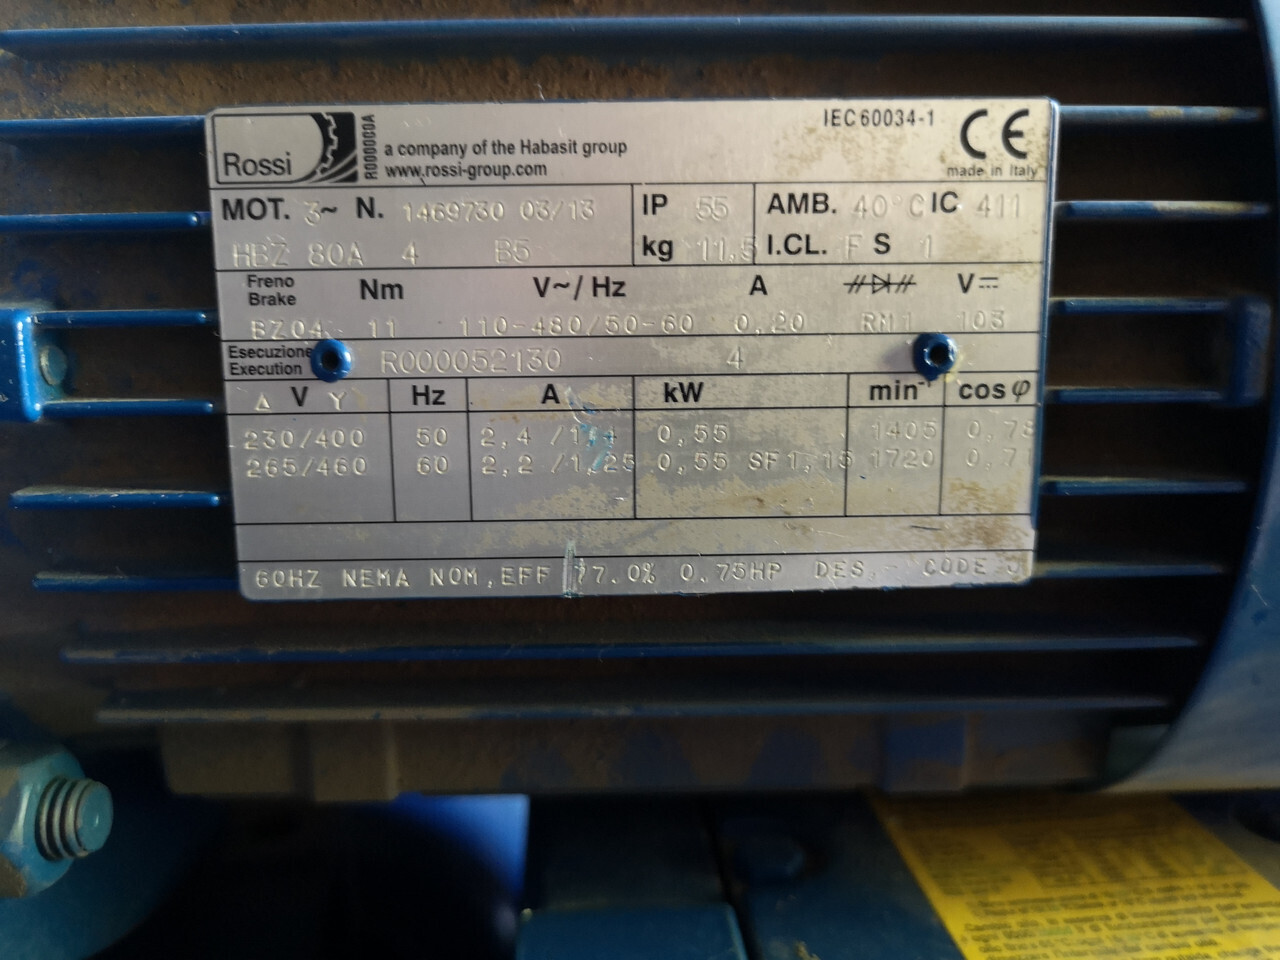 Rossi
R000000A
a company of the Habasit group
www.rossi-group.com
IEC60034-1
CE
made in Italy
MOT. 3~ N. 1469730 03/13 IP 55 AMB. 40°C IC 411
HBZ 80A 4 B5 kg 11,5 I.CL. F S 1
Freno
Brake Nm V~/Hz A V
BZ04 11 110-480/50-60 0,20 RM1 103
Esecuzione
Execution R000052130 4
Δ V Y Hz A kW min⁻¹ cos φ
230/400 50 2,4 / 0,55 1405 0,78
265/460 60 2,2 /1,25 0,55 SF1,15 1720
60HZ NEMA NOM,EFF 77.0% 0.75HP DES.- CODE